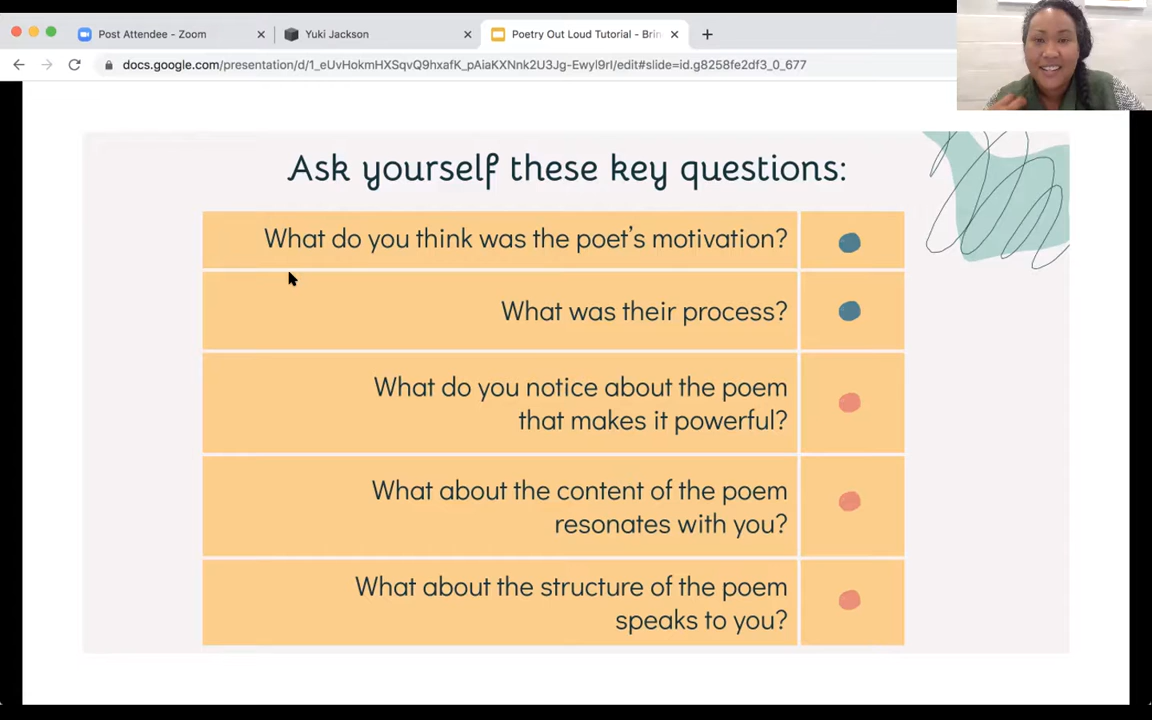 Post Attendee - Zoom
Yuki Jackson
Poetry Out Loud Tutorial - Brin
docs.google.com/presentation/d/1_eUvHokmHXSqvQ9hxafK_pAiaKXNnk2U3Jg-Ewyl9rI/edit#slide=id.g8258fe2df3_0_677
Ask yourself these key questions:
What do you think was the poet's motivation?
What was their process?
What do you notice about the poem
that makes it powerful?
What about the content of the poem
resonates with you?
What about the structure of the poem
speaks to you?